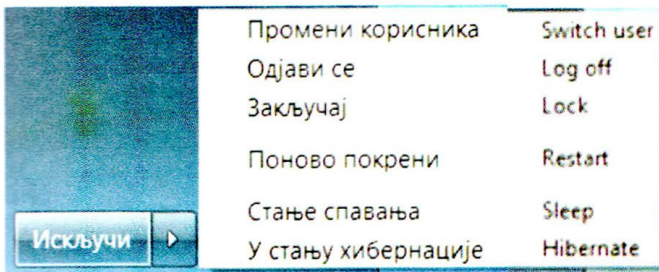 Промени корисника Switch user
Одјави се Log off
Закључај Lock
Поново покрени Restart
Стање спавања Sleep
Искључи
У стању хибернације Hibernate